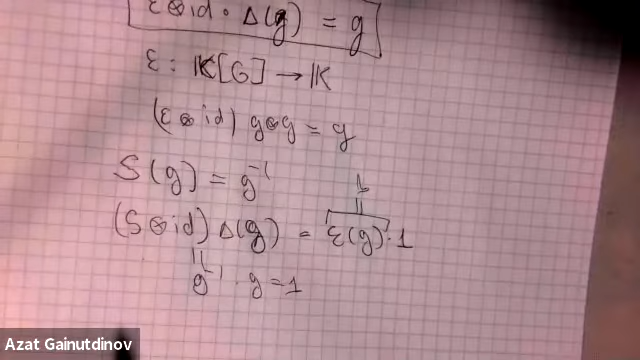 ε⊗id ∘ Δ(g) = g
ε : K[G] → K
(ε⊗id) g⊗g = g
S(g) = g⁻¹
1
||
(S⊗id) Δ(g) = ε(g)·1
||
g⁻¹ · g = 1
Azat Gainutdinov